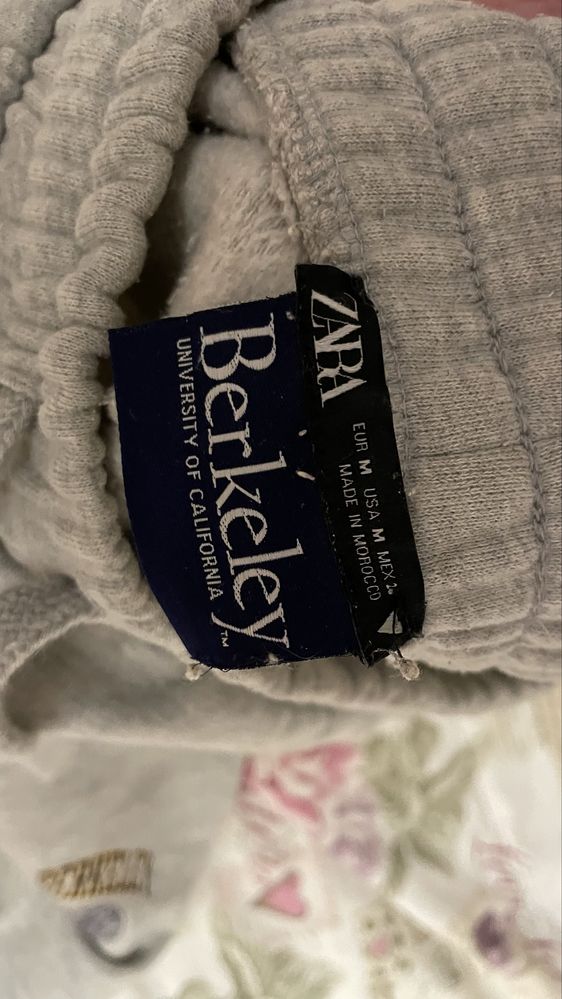 ZARA
EUR M USA M MEX
MADE IN MOROCCO
Berkeley™
UNIVERSITY OF CALIFORNIA